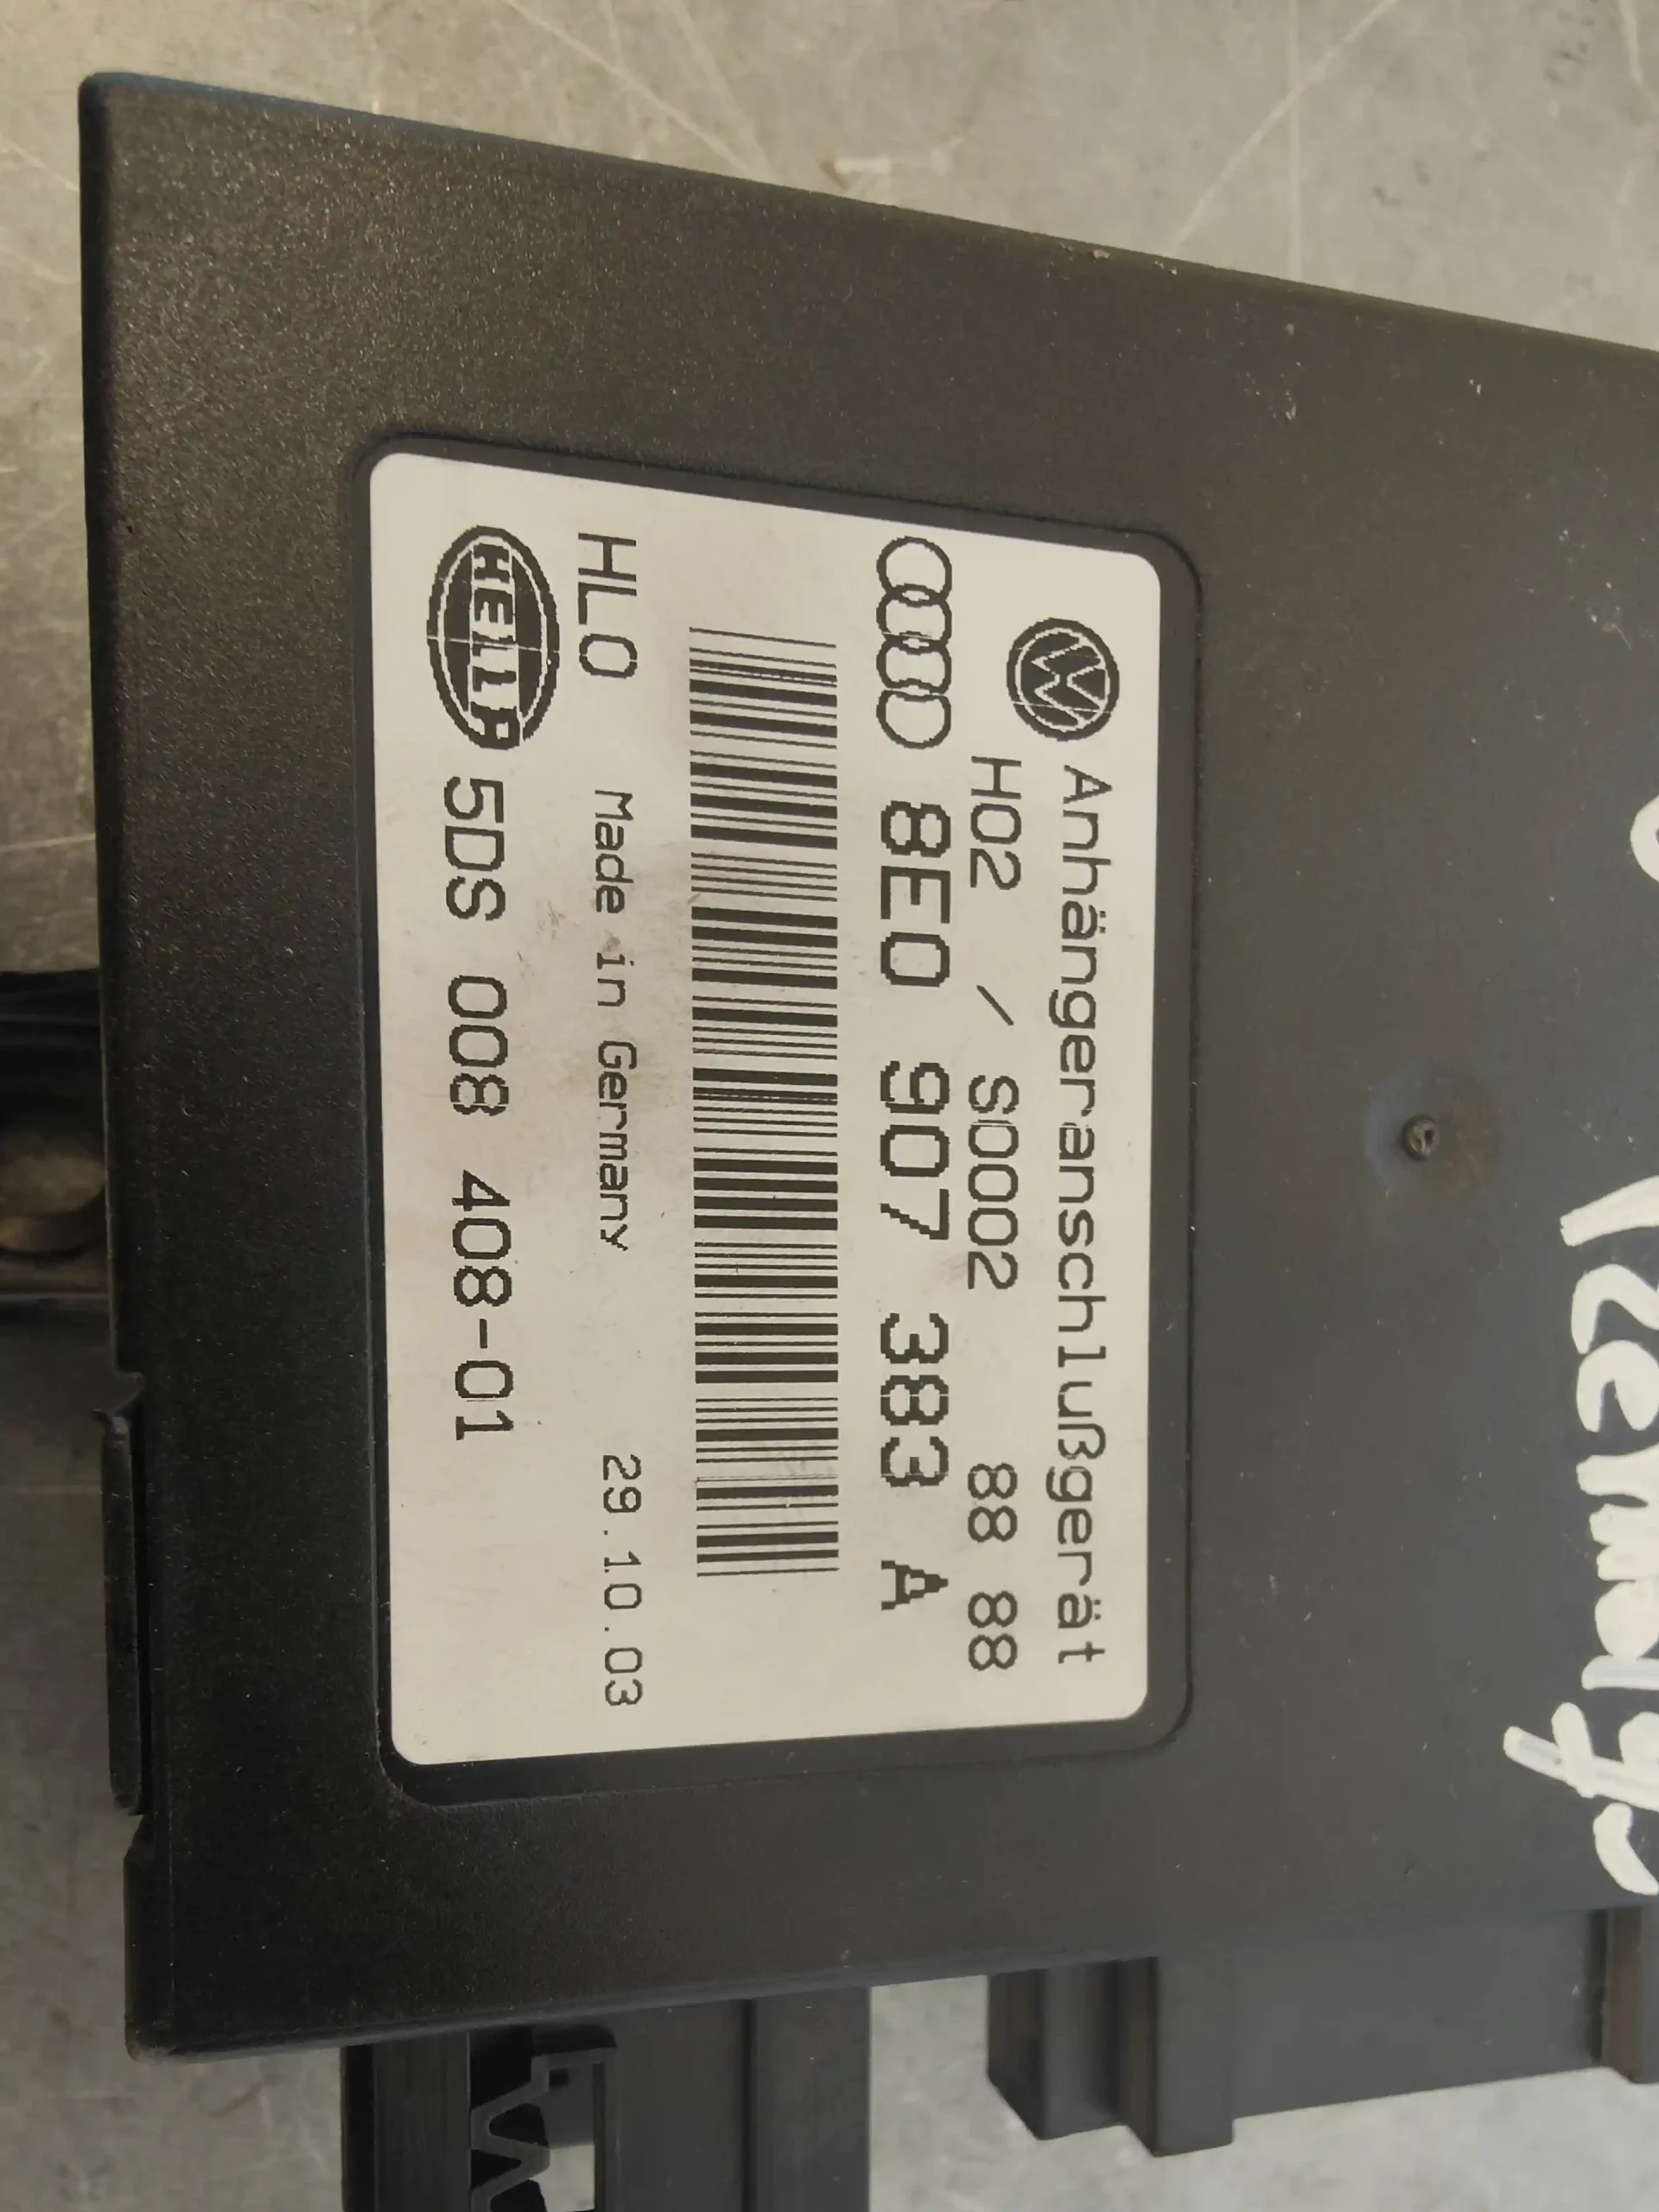 Anhängeranschlußgerät
H02 / S0002 88 88
8E0 907 383 A
HLO Made in Germany 29.10.03
HELLA 5DS 008 408-01